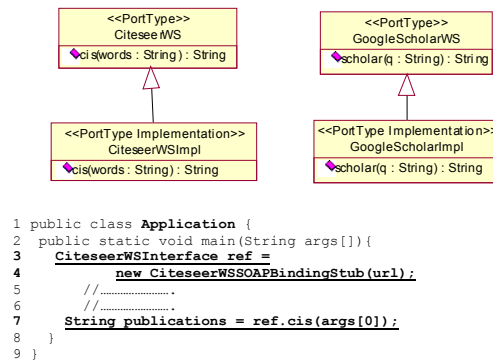 <<PortType>>
CiteseerWS
cis(words : String) : String
<<PortType>>
GoogleScholarWS
scholar(q : String) : String
<<PortType Implementation>>
CiteseerWSImpl
cis(words : String) : String
<<PortType Implementation>>
GoogleScholarImpl
scholar(q : String) : String
1 public class Application {
2 public static void main(String args[]){
3 CiteseerWSInterface ref =
4 new CiteseerWSSOAPBindingStub(url);
5 //…………………….
6 //…………………….
7 String publications = ref.cis(args[0]);
8 }
9 }